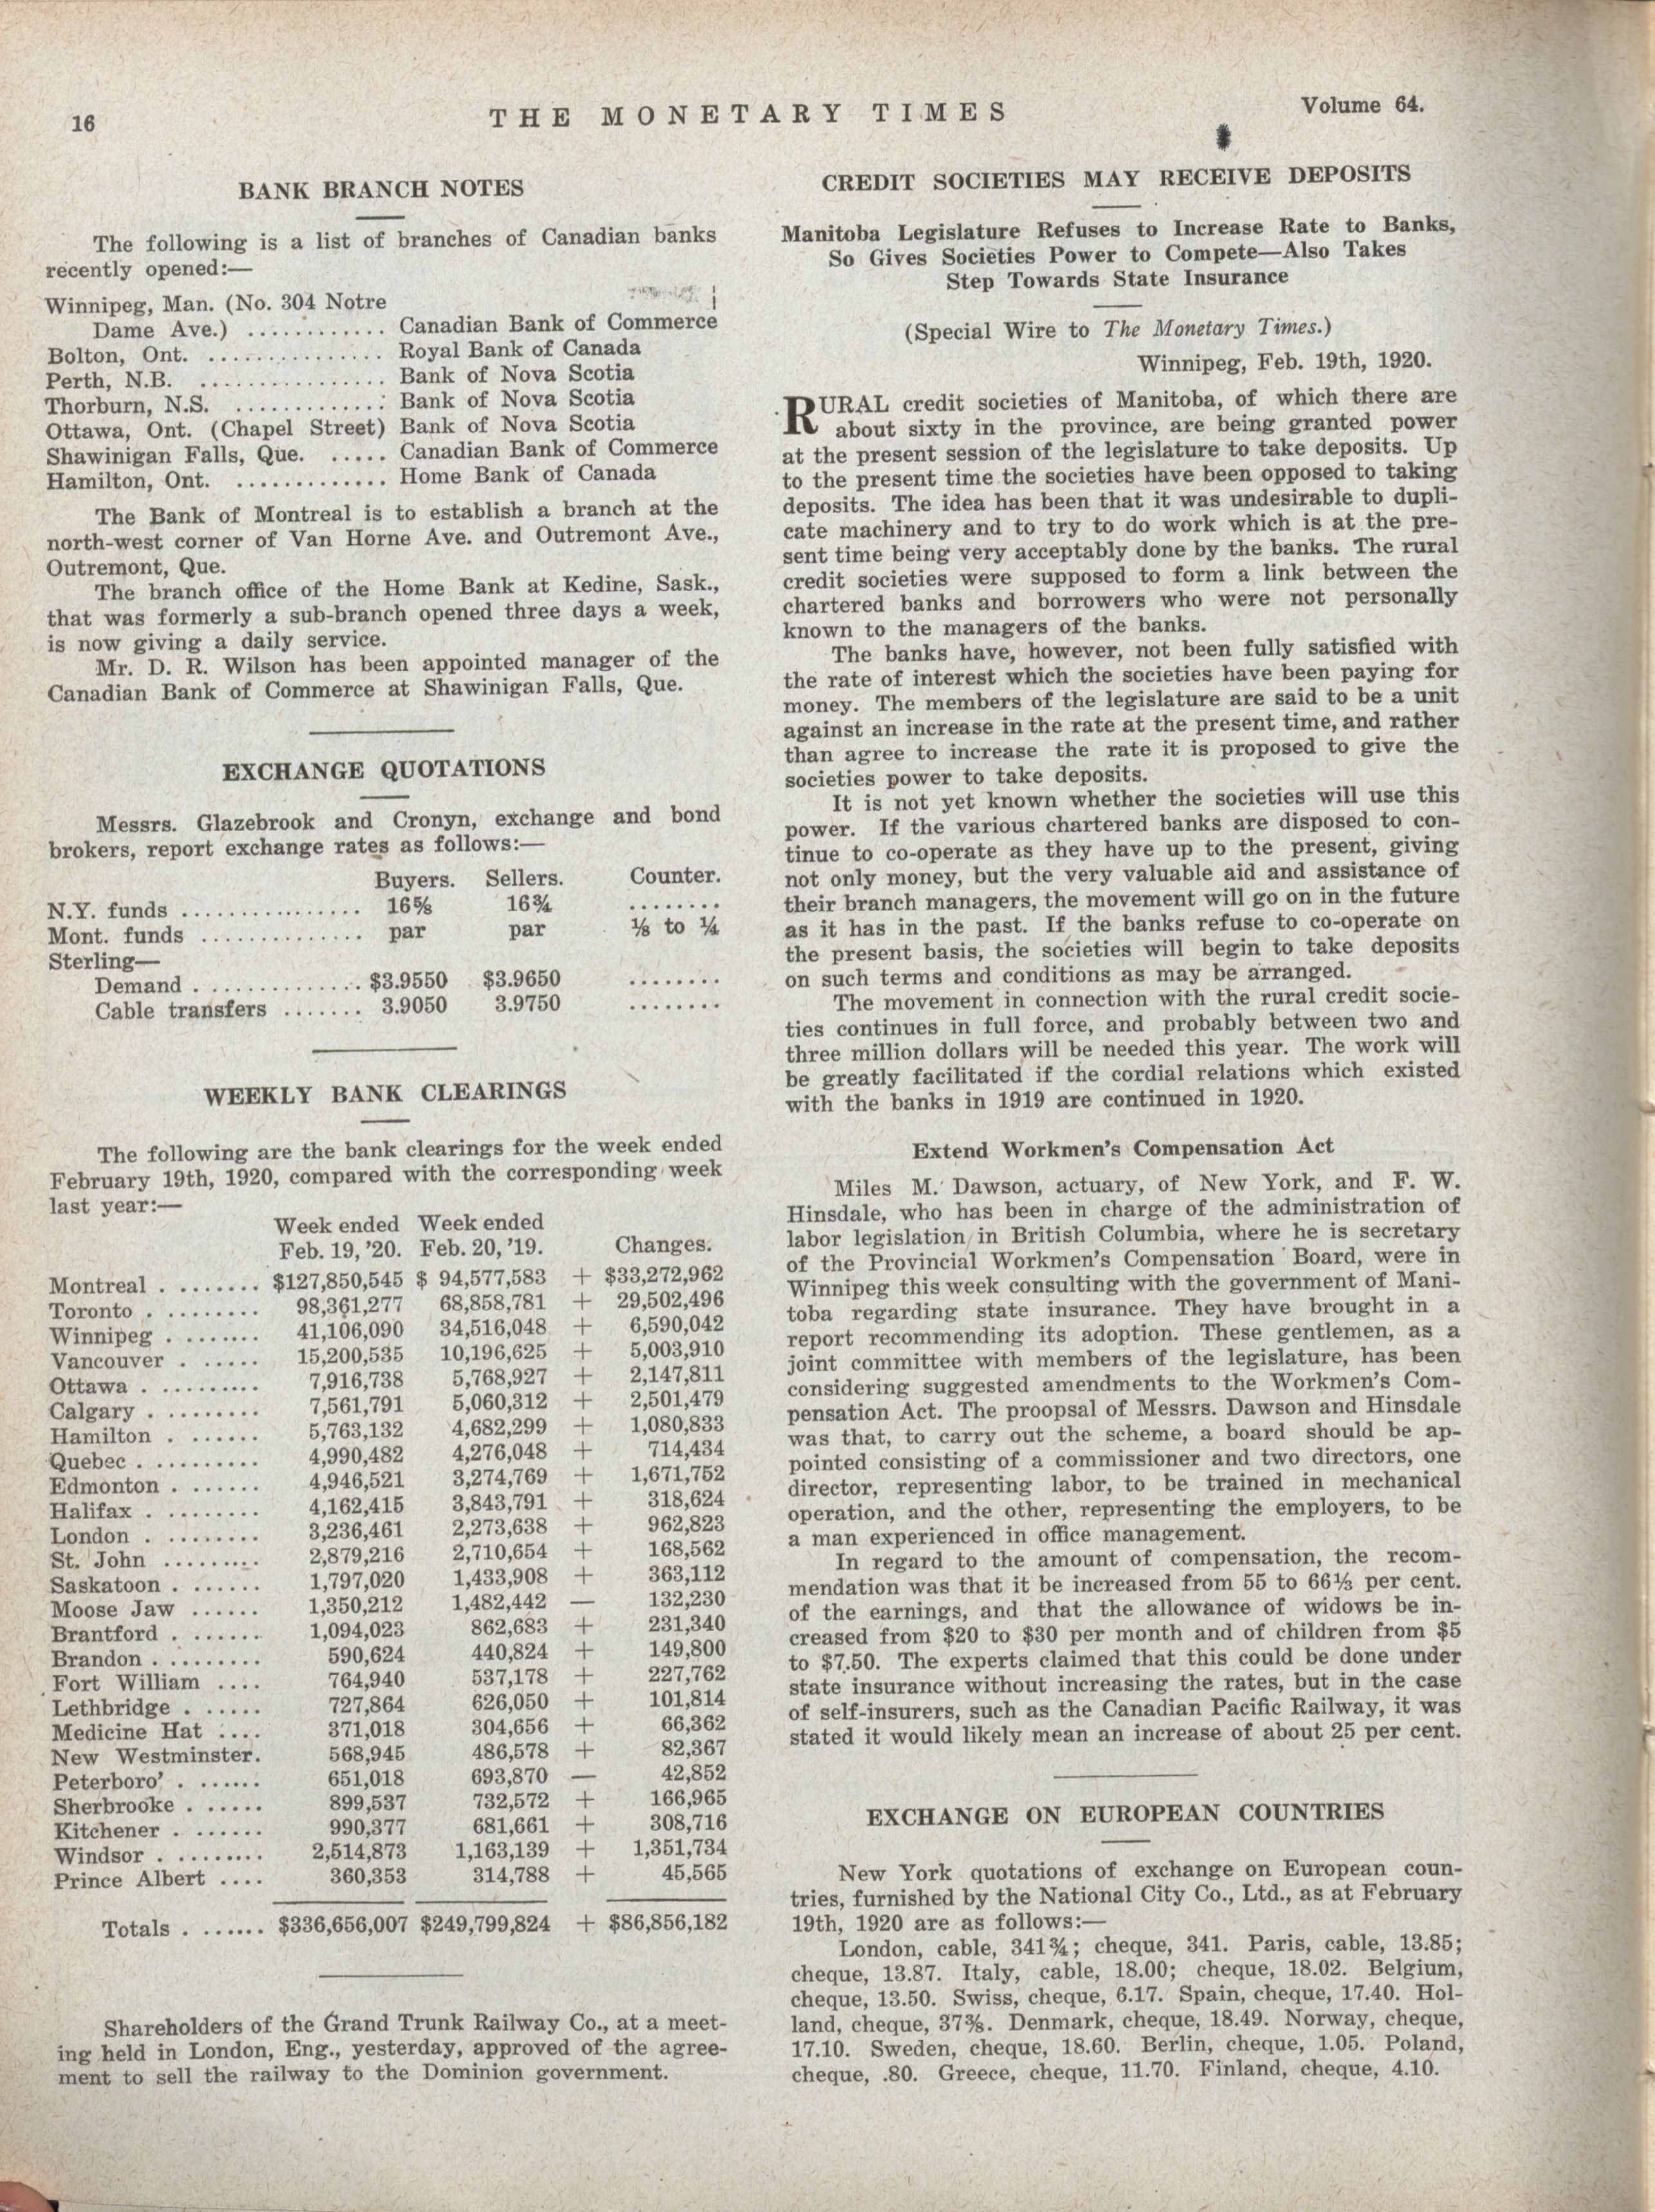 16
THE MONETARY TIMES
Volume 64.
BANK BRANCH NOTES
The following is a list of branches of Canadian banks
recently opened:—
Winnipeg, Man. (No. 304 Notre
Dame Ave.) ............ Canadian Bank of Commerce
Bolton, Ont. ............... Royal Bank of Canada
Perth, N.B. ................ Bank of Nova Scotia
Thorburn, N.S. ............. Bank of Nova Scotia
Ottawa, Ont. (Chapel Street) Bank of Nova Scotia
Shawinigan Falls, Que. ..... Canadian Bank of Commerce
Hamilton, Ont. ............. Home Bank of Canada
The Bank of Montreal is to establish a branch at the
north-west corner of Van Horne Ave. and Outremont Ave.,
Outremont, Que.
The branch office of the Home Bank at Kedine, Sask.,
that was formerly a sub-branch opened three days a week,
is now giving a daily service.
Mr. D. R. Wilson has been appointed manager of the
Canadian Bank of Commerce at Shawinigan Falls, Que.
EXCHANGE QUOTATIONS
Messrs. Glazebrook and Cronyn, exchange and bond
brokers, report exchange rates as follows:—
Buyers. Sellers. Counter.
N.Y. funds ................ 16⅝ 16¾ ........
Mont. funds .............. par par ⅛ to ¼
Sterling—
Demand ............... $3.9550 $3.9650 ........
Cable transfers ....... 3.9050 3.9750 ........
WEEKLY BANK CLEARINGS
The following are the bank clearings for the week ended
February 19th, 1920, compared with the corresponding week
last year:—
Week ended Week ended
Feb. 19, '20. Feb. 20, '19. Changes.
Montreal . ....... $127,850,545 $ 94,577,583 + $33,272,962
Toronto . ........ 98,361,277 68,858,781 + 29,502,496
Winnipeg . ....... 41,106,090 34,516,048 + 6,590,042
Vancouver . ..... 15,200,535 10,196,625 + 5,003,910
Ottawa . ......... 7,916,738 5,768,927 + 2,147,811
Calgary . ........ 7,561,791 5,060,312 + 2,501,479
Hamilton . ...... 5,763,132 4,682,299 + 1,080,833
Quebec . ......... 4,990,482 4,276,048 + 714,434
Edmonton . ...... 4,946,521 3,274,769 + 1,671,752
Halifax . ........ 4,162,415 3,843,791 + 318,624
London . ........ 3,236,461 2,273,638 + 962,823
St. John ......... 2,879,216 2,710,654 + 168,562
Saskatoon . ...... 1,797,020 1,433,908 + 363,112
Moose Jaw ...... 1,350,212 1,482,442 — 132,230
Brantford . ...... 1,094,023 862,683 + 231,340
Brandon . ........ 590,624 440,824 + 149,800
Fort William .... 764,940 537,178 + 227,762
Lethbridge . ..... 727,864 626,050 + 101,814
Medicine Hat .... 371,018 304,656 + 66,362
New Westminster. 568,945 486,578 + 82,367
Peterboro' . ...... 651,018 693,870 — 42,852
Sherbrooke . ..... 899,537 732,572 + 166,965
Kitchener . ...... 990,377 681,661 + 308,716
Windsor . ........ 2,514,873 1,163,139 + 1,351,734
Prince Albert .... 360,353 314,788 + 45,565
Totals . ...... $336,656,007 $249,799,824 + $86,856,182
Shareholders of the Grand Trunk Railway Co., at a meet-
ing held in London, Eng., yesterday, approved of the agree-
ment to sell the railway to the Dominion government.
CREDIT SOCIETIES MAY RECEIVE DEPOSITS
Manitoba Legislature Refuses to Increase Rate to Banks,
So Gives Societies Power to Compete—Also Takes
Step Towards State Insurance
(Special Wire to The Monetary Times.)
Winnipeg, Feb. 19th, 1920.
RURAL credit societies of Manitoba, of which there are
about sixty in the province, are being granted power
at the present session of the legislature to take deposits. Up
to the present time the societies have been opposed to taking
deposits. The idea has been that it was undesirable to dupli-
cate machinery and to try to do work which is at the pre-
sent time being very acceptably done by the banks. The rural
credit societies were supposed to form a link between the
chartered banks and borrowers who were not personally
known to the managers of the banks.
The banks have, however, not been fully satisfied with
the rate of interest which the societies have been paying for
money. The members of the legislature are said to be a unit
against an increase in the rate at the present time, and rather
than agree to increase the rate it is proposed to give the
societies power to take deposits.
It is not yet known whether the societies will use this
power. If the various chartered banks are disposed to con-
tinue to co-operate as they have up to the present, giving
not only money, but the very valuable aid and assistance of
their branch managers, the movement will go on in the future
as it has in the past. If the banks refuse to co-operate on
the present basis, the societies will begin to take deposits
on such terms and conditions as may be arranged.
The movement in connection with the rural credit socie-
ties continues in full force, and probably between two and
three million dollars will be needed this year. The work will
be greatly facilitated if the cordial relations which existed
with the banks in 1919 are continued in 1920.
Extend Workmen's Compensation Act
Miles M. Dawson, actuary, of New York, and F. W.
Hinsdale, who has been in charge of the administration of
labor legislation in British Columbia, where he is secretary
of the Provincial Workmen's Compensation Board, were in
Winnipeg this week consulting with the government of Mani-
toba regarding state insurance. They have brought in a
report recommending its adoption. These gentlemen, as a
joint committee with members of the legislature, has been
considering suggested amendments to the Workmen's Com-
pensation Act. The proopsal of Messrs. Dawson and Hinsdale
was that, to carry out the scheme, a board should be ap-
pointed consisting of a commissioner and two directors, one
director, representing labor, to be trained in mechanical
operation, and the other, representing the employers, to be
a man experienced in office management.
In regard to the amount of compensation, the recom-
mendation was that it be increased from 55 to 66⅓ per cent.
of the earnings, and that the allowance of widows be in-
creased from $20 to $30 per month and of children from $5
to $7.50. The experts claimed that this could be done under
state insurance without increasing the rates, but in the case
of self-insurers, such as the Canadian Pacific Railway, it was
stated it would likely mean an increase of about 25 per cent.
EXCHANGE ON EUROPEAN COUNTRIES
New York quotations of exchange on European coun-
tries, furnished by the National City Co., Ltd., as at February
19th, 1920 are as follows:—
London, cable, 341¾; cheque, 341. Paris, cable, 13.85;
cheque, 13.87. Italy, cable, 18.00; cheque, 18.02. Belgium,
cheque, 13.50. Swiss, cheque, 6.17. Spain, cheque, 17.40. Hol-
land, cheque, 37⅜. Denmark, cheque, 18.49. Norway, cheque,
17.10. Sweden, cheque, 18.60. Berlin, cheque, 1.05. Poland,
cheque, .80. Greece, cheque, 11.70. Finland, cheque, 4.10.